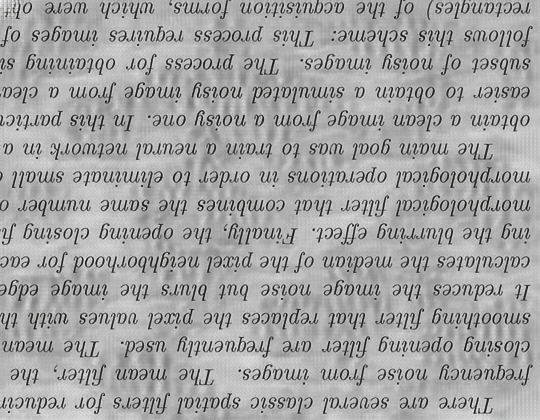 There are several classic spatial filters for reducin
frequency noise from images. The mean filter, the
closing opening filter are frequently used. The mean
smoothing filter that replaces the pixel values with th
It reduces the image noise but blurs the image edge
calculates the median of the pixel neighborhood for eac
ing the blurring effect. Finally, the opening closing fi
morphological filter that combines the same number o
morphological operations in order to eliminate small
The main goal was to train a neural network in a
obtain a clean image from a noisy one. In this particu
easier to obtain a simulated noisy image from a clea
subset of noisy images. The process for obtaining si
follows this scheme: This process requires images of
rectangles) of the acquisition forms, which were